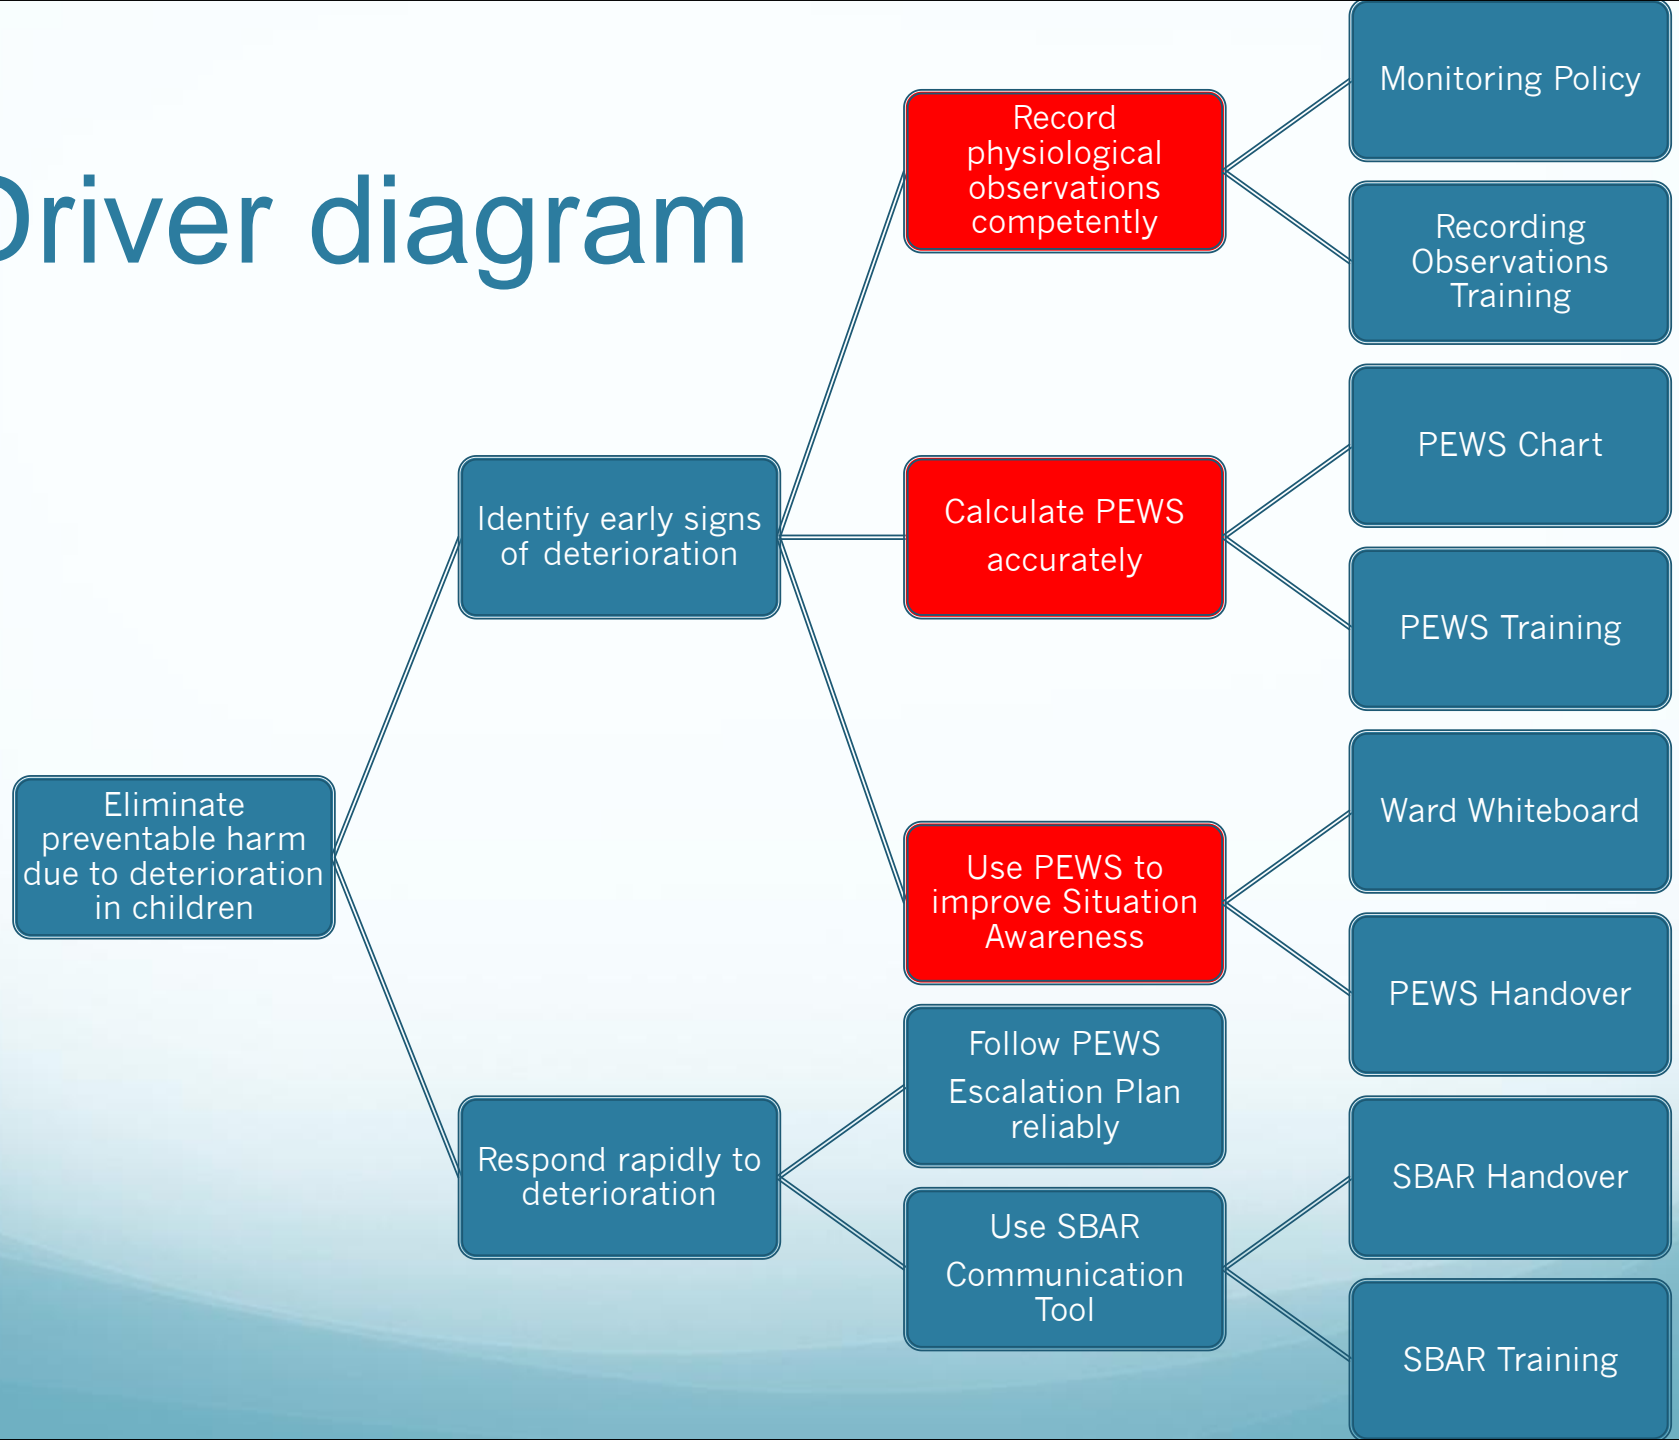 Driver diagram
Record
physiological
observations
competently
Monitoring Policy
Recording
Observations
Training
Identify early signs
of deterioration
Calculate PEWS
accurately
PEWS Chart
PEWS Training
Eliminate
preventable harm
due to deterioration
in children
Use PEWS to
improve Situation
Awareness
Ward Whiteboard
PEWS Handover
Respond rapidly to
deterioration
Follow PEWS
Escalation Plan
reliably
Use SBAR
Communication
Tool
SBAR Handover
SBAR Training